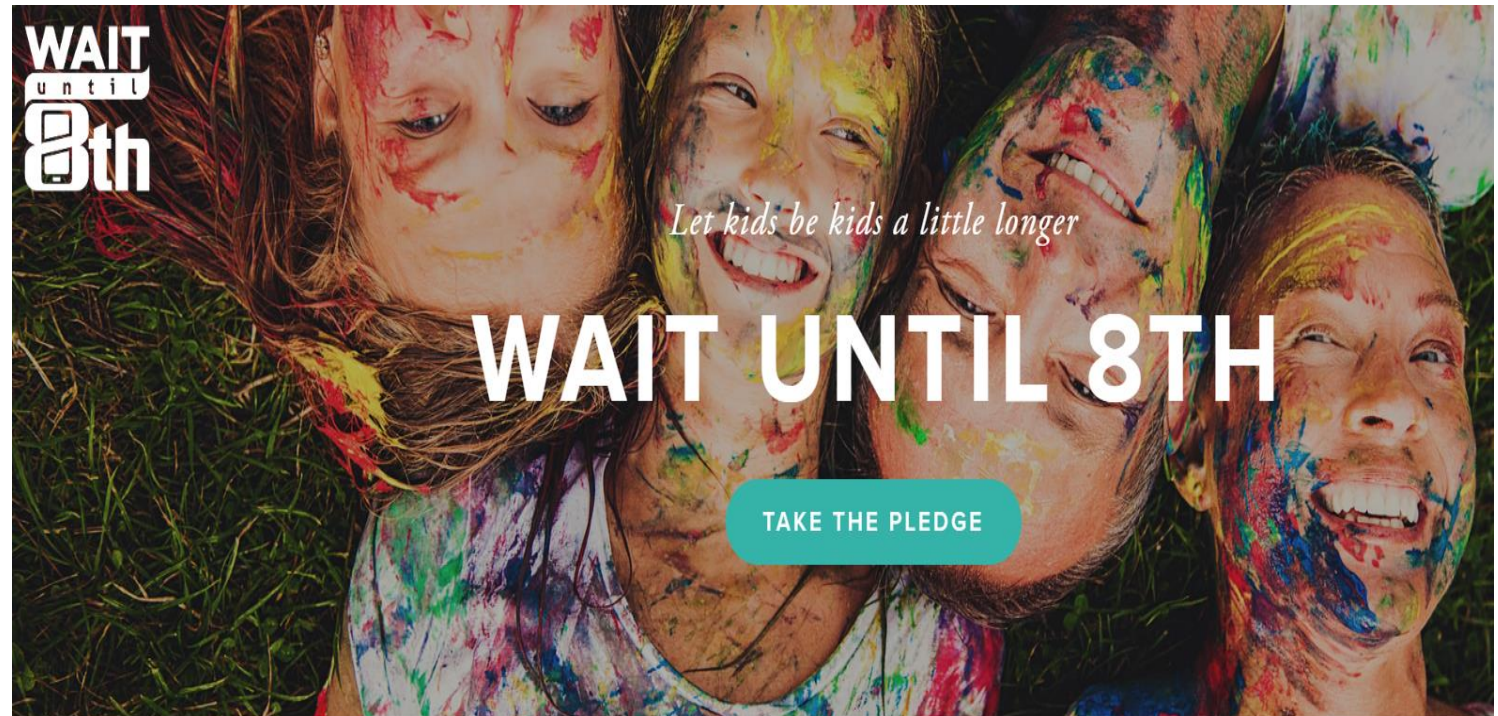 WAIT
until
8th
Let kids be kids a little longer
WAIT UNTIL 8TH
TAKE THE PLEDGE